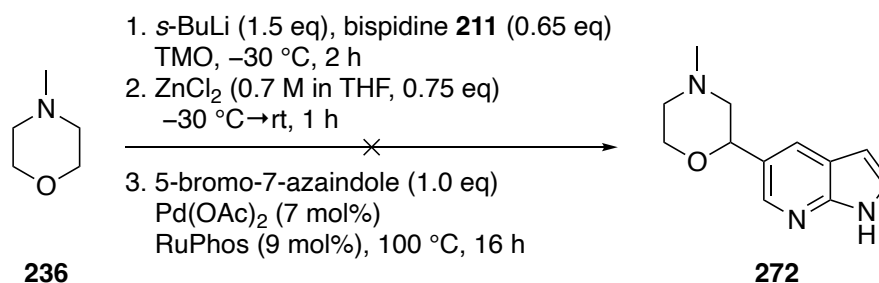 1. s-BuLi (1.5 eq), bispidine 211 (0.65 eq)
TMO, −30 °C, 2 h
2. ZnCl2 (0.7 M in THF, 0.75 eq)
−30 °C→rt, 1 h
3. 5-bromo-7-azaindole (1.0 eq)
Pd(OAc)2 (7 mol%)
RuPhos (9 mol%), 100 °C, 16 h
N
O
236
N
O
N
N
H
272